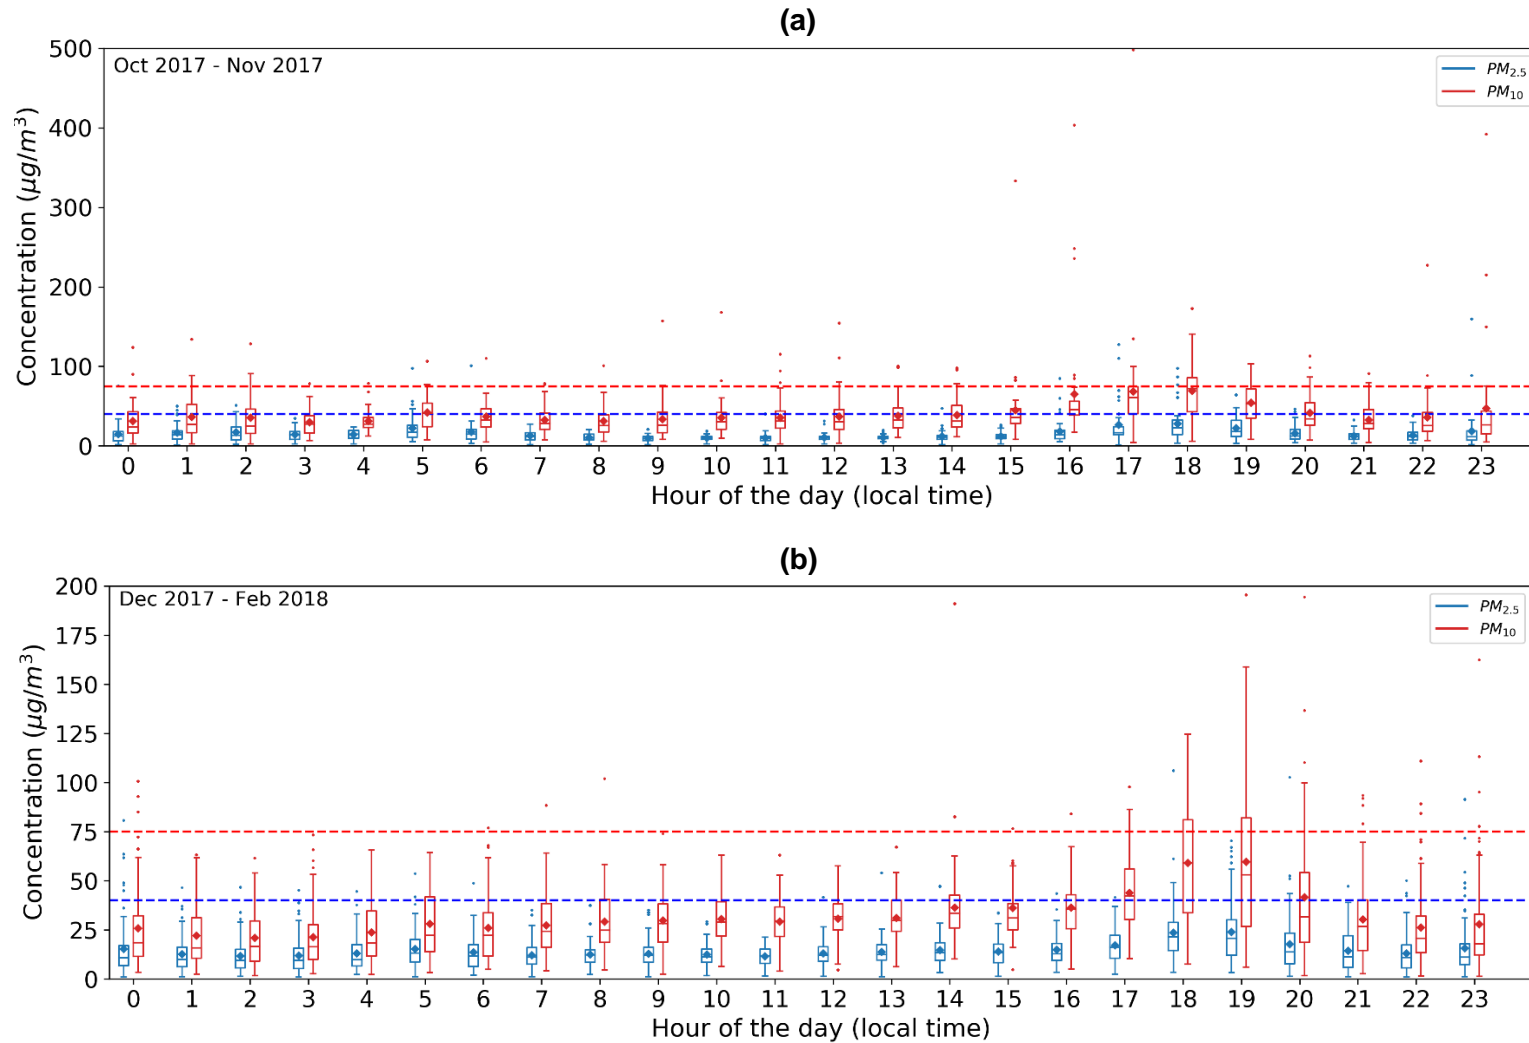 (a)
Oct 2017 - Nov 2017
PM2.5
PM10
500
400
300
200
100
0
Concentration (μg/m³)
0 1 2 3 4 5 6 7 8 9 10 11 12 13 14 15 16 17 18 19 20 21 22 23
Hour of the day (local time)
(b)
Dec 2017 - Feb 2018
PM2.5
PM10
200
175
150
125
100
75
50
25
0
Concentration (μg/m³)
0 1 2 3 4 5 6 7 8 9 10 11 12 13 14 15 16 17 18 19 20 21 22 23
Hour of the day (local time)